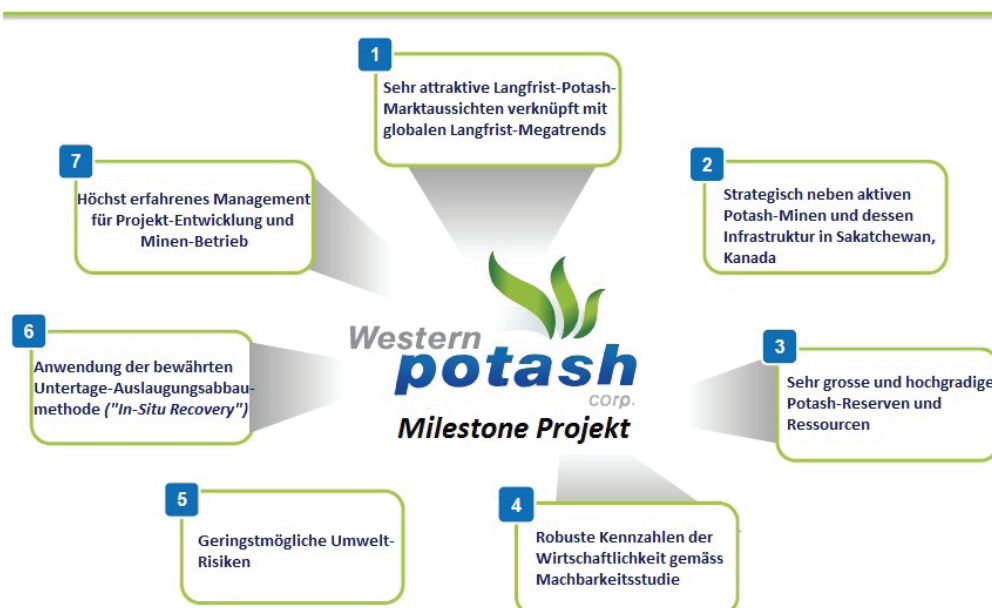 1
Sehr attraktive Langfrist-Potash-
Marktaussichten verknüpft mit
globalen Langfrist-Megatrends
2
Strategisch neben aktiven
Potash-Minen und dessen
Infrastruktur in Sakatchewan,
Kanada
3
Sehr grosse und hochgradige
Potash-Reserven und
Ressourcen
4
Robuste Kennzahlen der
Wirtschaftlichkeit gemäss
Machbarkeitsstudie
5
Geringstmögliche Umwelt-
Risiken
6
Anwendung der bewährten
Untertage-Auslaugungsabbau-
methode ("In-Situ Recovery")
7
Höchst erfahrenes Management
für Projekt-Entwicklung und
Minen-Betrieb
Western
potash
corp.
Milestone Projekt